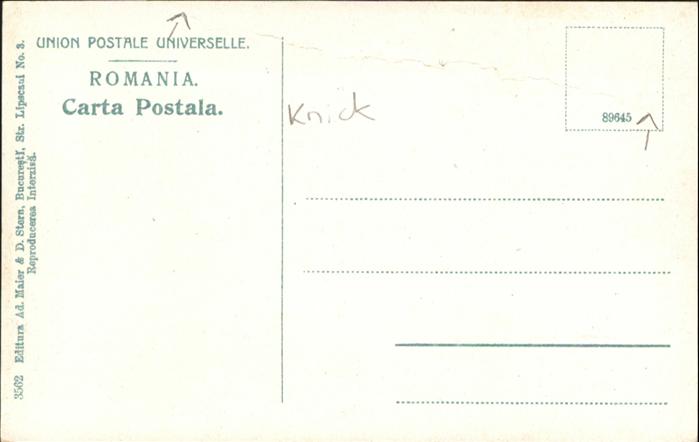 UNION POSTALE UNIVERSELLE.
ROMANIA.
Carta Postala.
Knick
89645
3562 Editura Ad. Maier & D. Stern, Bucureștĭ, Str. Lipscani No. 3.
Reproducerea Interzisă.